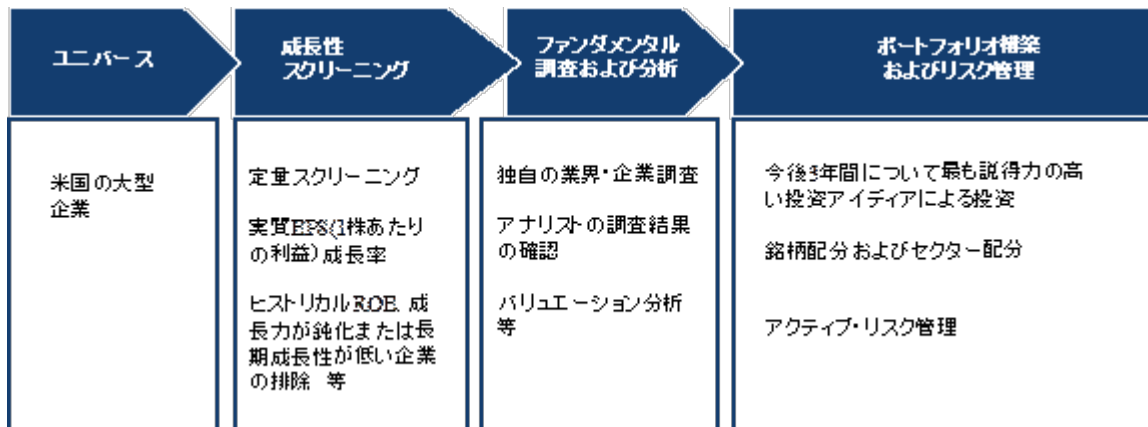 ユニバース
成長性
スクリーニング
ファンダメンタル
調査および分析
ポートフォリオ構築
およびリスク管理
米国の大型
企業
定量スクリーニング
実質EPS(1株あたり
の利益)成長率
ヒストリカルROE、成
長力が鈍化または長
期成長性が低い企業
の排除 等
独自の業界・企業調査
アナリストの調査結果
の確認
バリュエーション分析
等
今後3年間について最も説得力の高
い投資アイディアによる投資
銘柄配分およびセクター配分
アクティブ・リスク管理